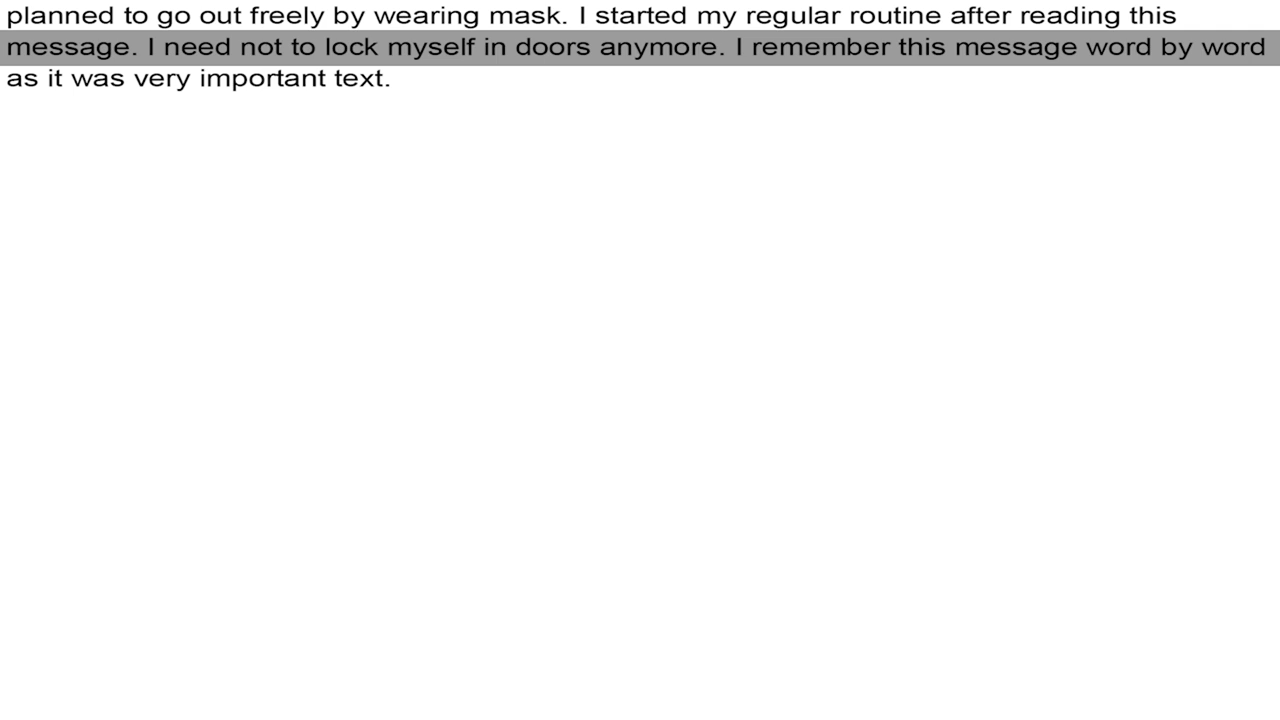 planned to go out freely by wearing mask. I started my regular routine after reading this
message. I need not to lock myself in doors anymore. I remember this message word by word
as it was very important text.